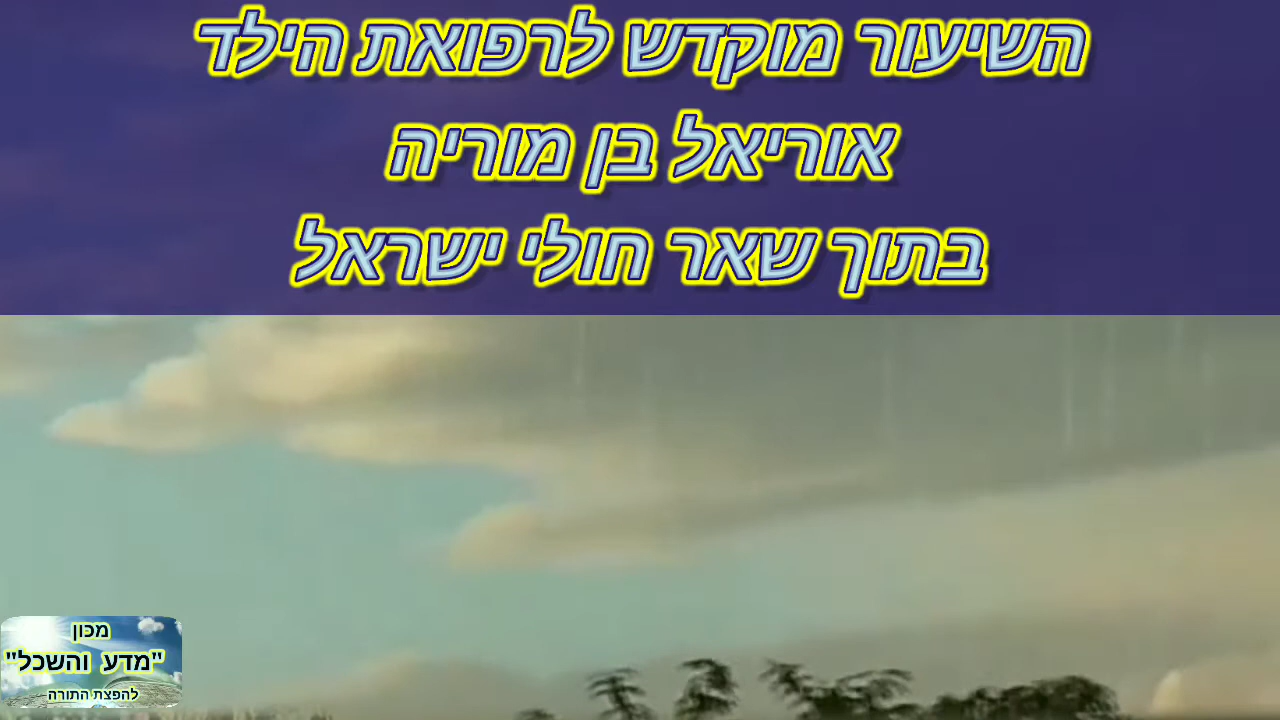 השיעור מוקדש לרפואת הילד
אוריאל בן מוריה
בתוך שאר חולי ישראל
מכון
"מדע והשכל"
להפצת התורה